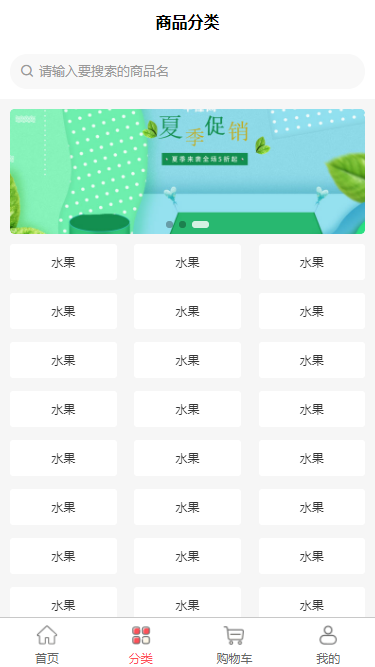 商品分类
请输入要搜索的商品名
夏季促销
·夏季来袭全场5折起·
水果 水果 水果
水果 水果 水果
水果 水果 水果
水果 水果 水果
水果 水果 水果
水果 水果 水果
水果 水果 水果
水果 水果 水果
首页 分类 购物车 我的